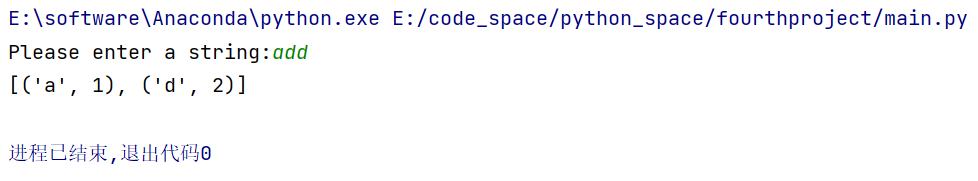 E:\software\Anaconda\python.exe E:/code_space/python_space/fourthproject/main.py
Please enter a string:add
[('a', 1), ('d', 2)]
进程已结束,退出代码0